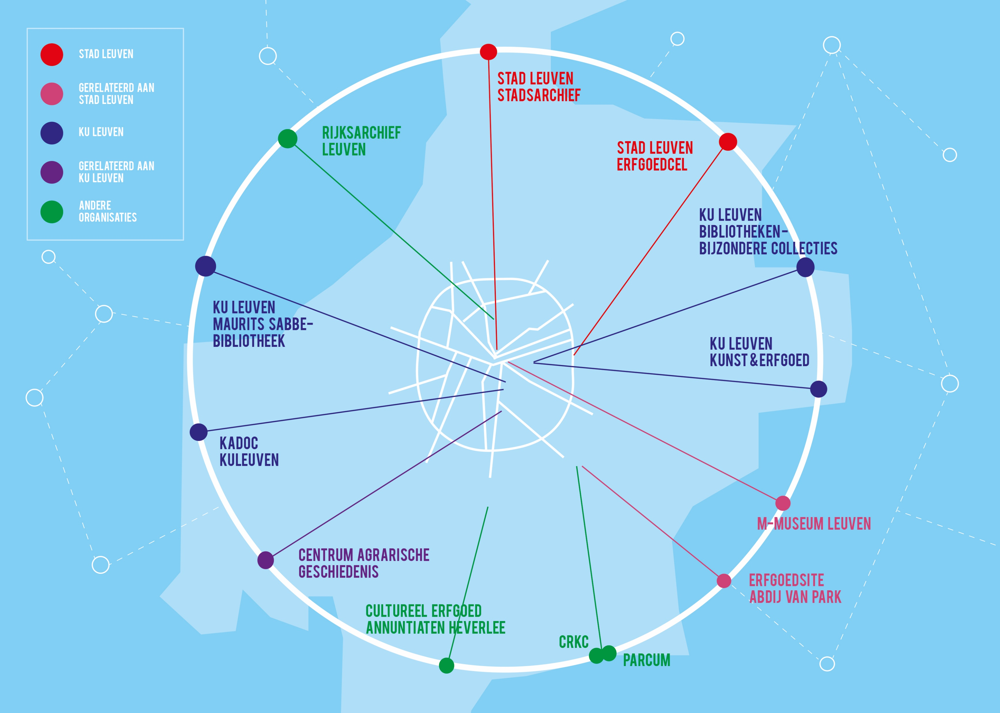 STAD LEUVEN
GERELATEERD AAN
STAD LEUVEN
KU LEUVEN
GERELATEERD AAN
KU LEUVEN
ANDERE
ORGANISATIES
STAD LEUVEN
STADSARCHIEF
RIJKSARCHIEF
LEUVEN
STAD LEUVEN
ERFGOEDCEL
KU LEUVEN
BIBLIOTHEKEN-
BIJZONDERE COLLECTIES
KU LEUVEN
MAURITS SABBE-
BIBLIOTHEEK
KU LEUVEN
KUNST & ERFGOED
KADOC
KULEUVEN
M-MUSEUM LEUVEN
CENTRUM AGRARISCHE
GESCHIEDENIS
ERFGOEDSITE
ABDIJ VAN PARK
CULTUREEL ERFGOED
ANNUNTIATEN HEVERLEE
CRKC
PARCUM